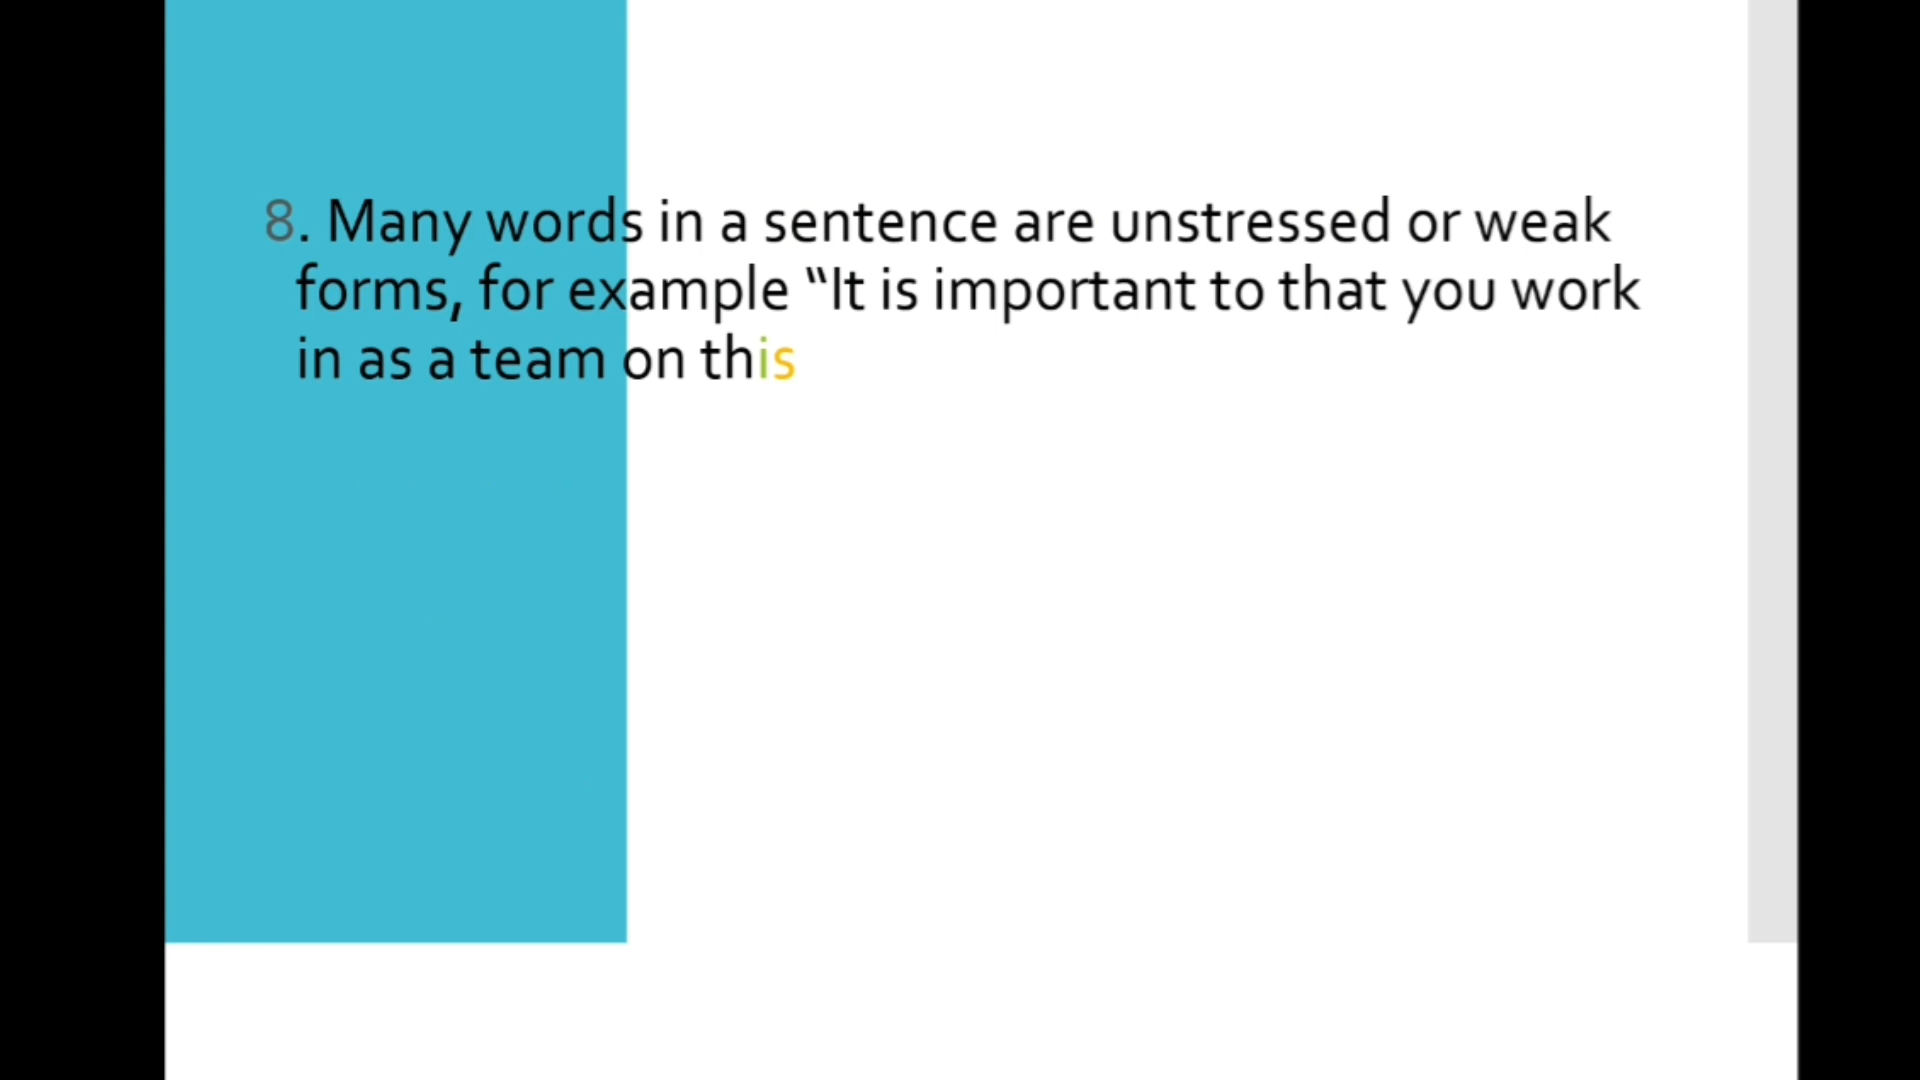 8. Many words in a sentence are unstressed or weak
forms, for example “It is important to that you work
in as a team on this